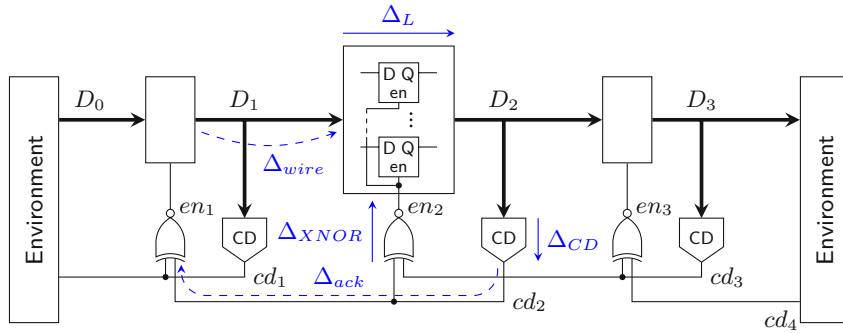 Δ_L
D_0
D_1
D Q
en
D_2
D_3
...
D Q
en
Δ_wire
Environment
Environment
en_1
en_2
en_3
CD
Δ_XNOR
CD
Δ_CD
CD
cd_1
Δ_ack
cd_2
cd_3
cd_4